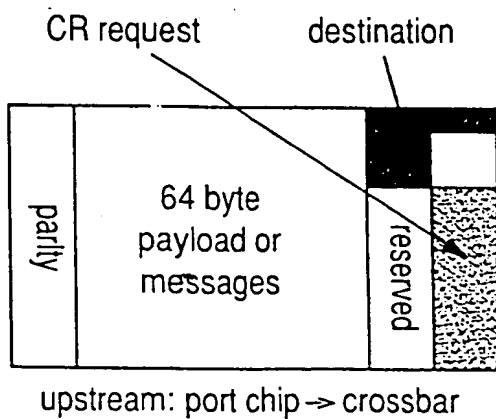 CR request
destination
parity
64 byte
payload or
messages
reserved
upstream: port chip → crossbar